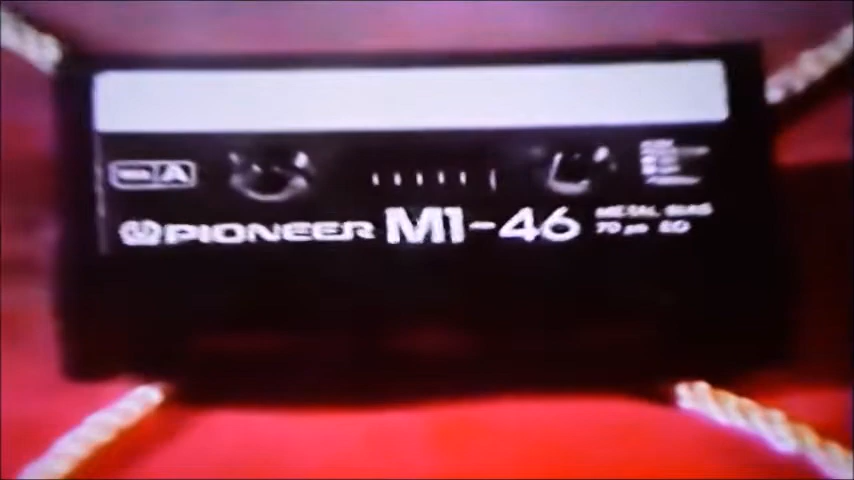 A
PIONEER M1-46
METAL BIAS
70 μs EQ